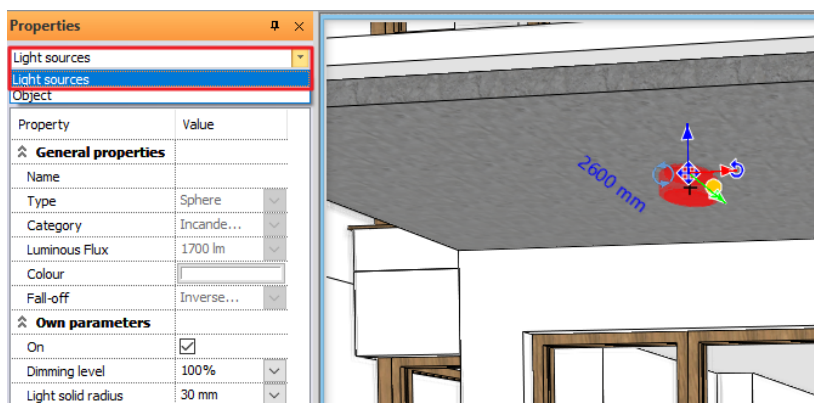 Properties
Light sources
Light sources
Object
Property Value
General properties
Name
Type Sphere
Category Incande...
Luminous Flux 1700 lm
Colour
Fall-off Inverse...
Own parameters
On
Dimming level 100%
Light solid radius 30 mm
2600 mm